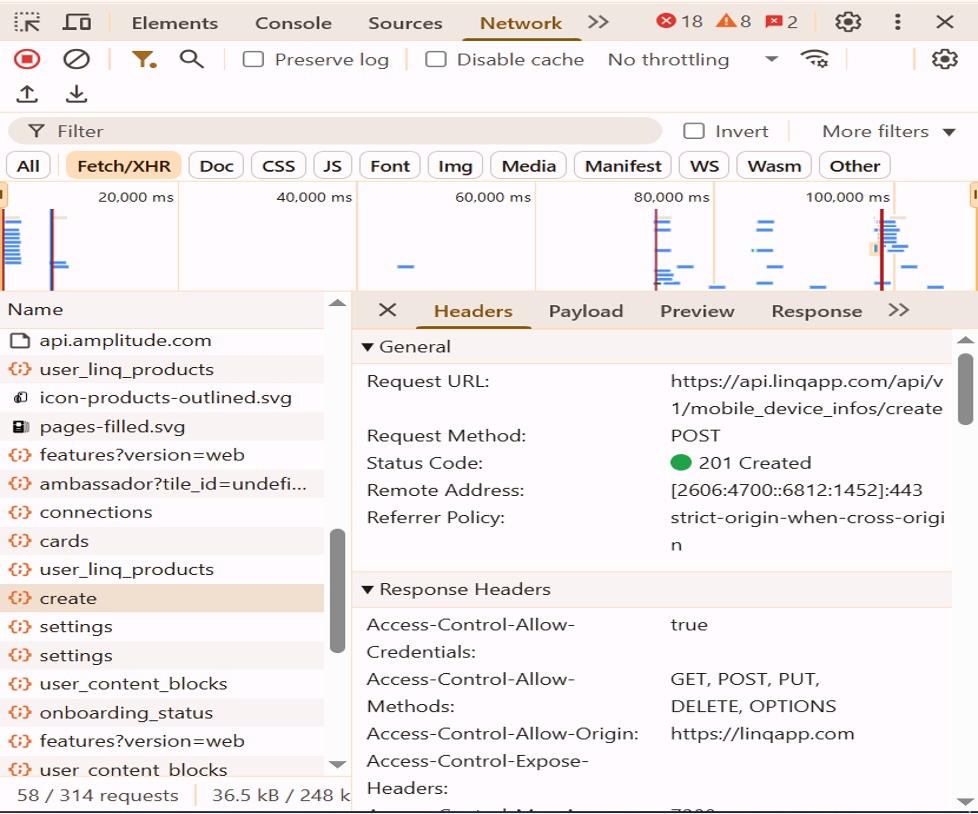 Elements Console Sources Network 18 8 2
Preserve log Disable cache No throttling
Filter Invert More filters
All Fetch/XHR Doc CSS JS Font Img Media Manifest WS Wasm Other
20,000 ms 40,000 ms 60,000 ms 80,000 ms 100,000 ms
Name
api.amplitude.com
user_linq_products
icon-products-outlined.svg
pages-filled.svg
features?version=web
ambassador?tile_id=undefi...
connections
cards
user_linq_products
create
settings
settings
user_content_blocks
onboarding_status
features?version=web
user_content_blocks
58 / 314 requests 36.5 kB / 248 k
Headers Payload Preview Response
General
Request URL: https://api.linqapp.com/api/v
1/mobile_device_infos/create
Request Method: POST
Status Code: 201 Created
Remote Address: [2606:4700::6812:1452]:443
Referrer Policy: strict-origin-when-cross-origi
n
Response Headers
Access-Control-Allow- true
Credentials:
Access-Control-Allow- GET, POST, PUT,
Methods: DELETE, OPTIONS
Access-Control-Allow-Origin: https://linqapp.com
Access-Control-Expose-
Headers: